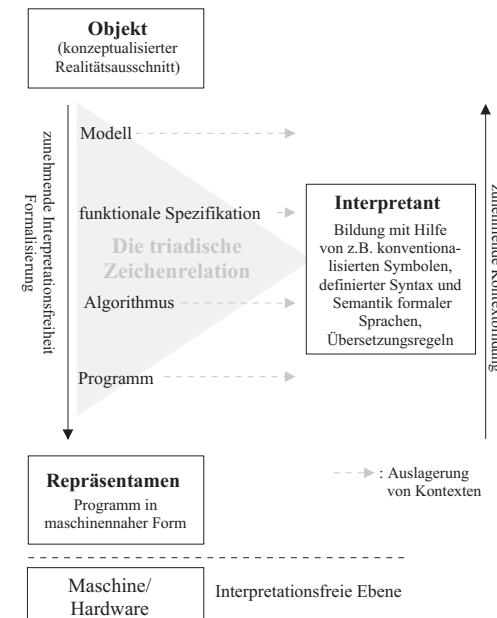 Objekt
(konzeptualisierter
Realitätsausschnitt)
zunehmende Interpretationsfreiheit
Formalisierung
Modell
funktionale Spezifikation
Die triadische
Zeichenrelation
Algorithmus
Programm
Interpretant
Bildung mit Hilfe
von z.B. konventiona-
lisierten Symbolen,
definierter Syntax und
Semantik formaler
Sprachen,
Übersetzungsregeln
zunehmende Kontextbildung
Repräsentamen
Programm in
maschinennaher Form
: Auslagerung
von Kontexten
Maschine/
Hardware
Interpretationsfreie Ebene